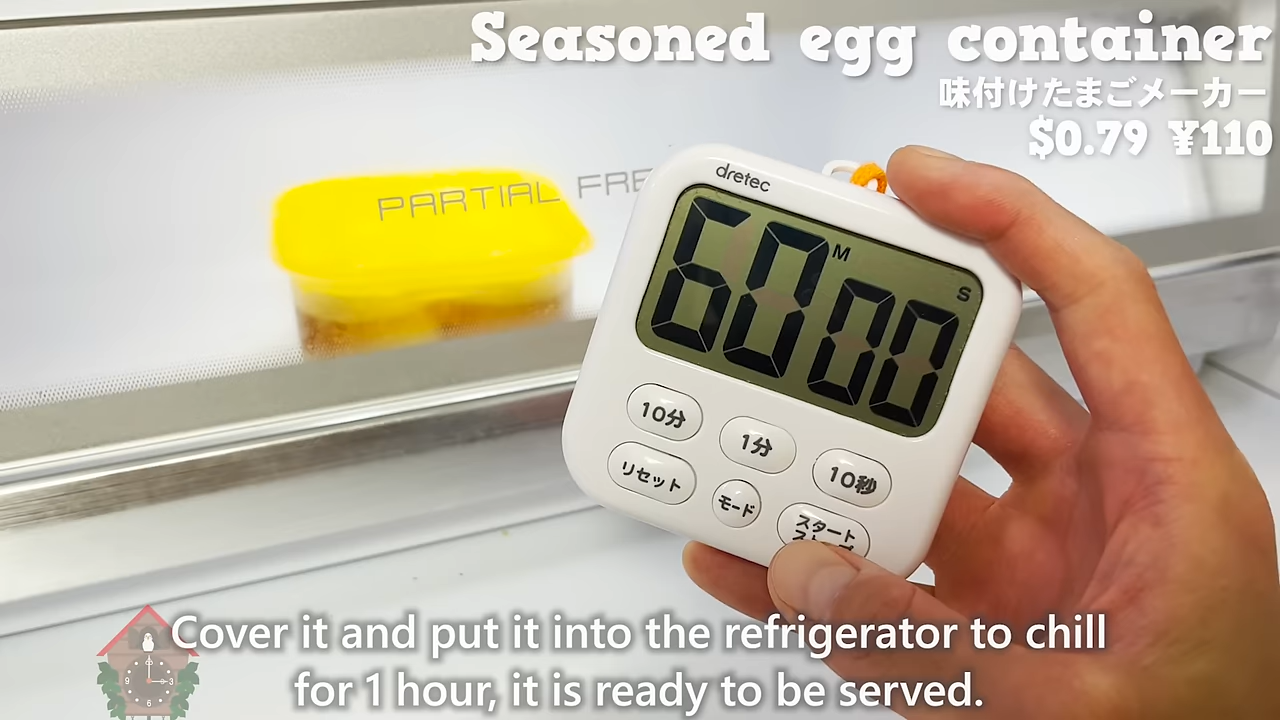 Seasoned egg container
味付けたまごメーカー
$0.79 ¥110
PARTIAL FRE
dretec
60 M 00 S
10分
1分
10秒
リセット
モード
スタート
Cover it and put it into the refrigerator to chill
for 1 hour, it is ready to be served.